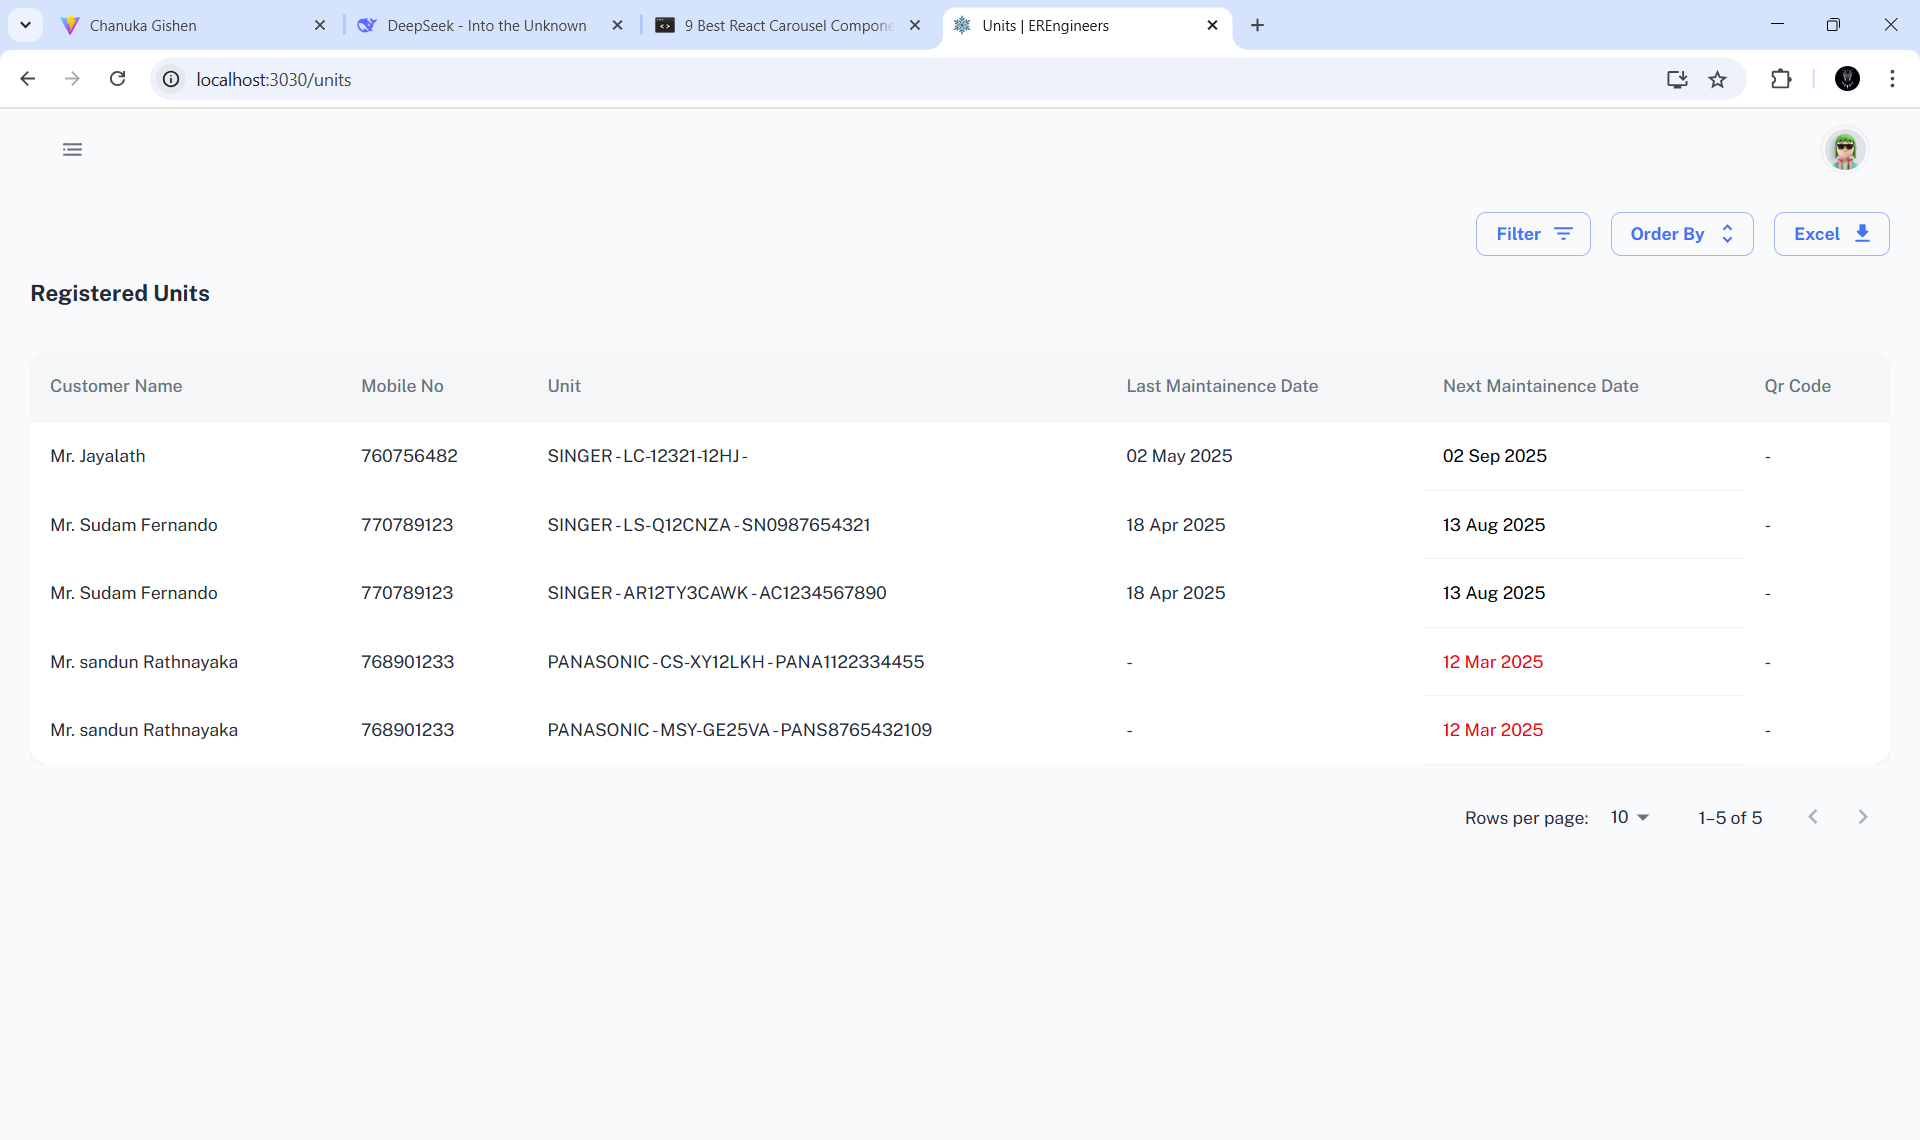 Chanuka Gishen
DeepSeek - Into the Unknown
9 Best React Carousel Compone
Units | EREngineers
localhost:3030/units
Filter
Order By
Excel
Registered Units
Customer Name Mobile No Unit Last Maintainence Date Next Maintainence Date Qr Code
Mr. Jayalath 760756482 SINGER - LC-12321-12HJ - 02 May 2025 02 Sep 2025 -
Mr. Sudam Fernando 770789123 SINGER - LS-Q12CNZA - SN0987654321 18 Apr 2025 13 Aug 2025 -
Mr. Sudam Fernando 770789123 SINGER - AR12TY3CAWK - AC1234567890 18 Apr 2025 13 Aug 2025 -
Mr. sandun Rathnayaka 768901233 PANASONIC - CS-XY12LKH - PANA1122334455 - 12 Mar 2025 -
Mr. sandun Rathnayaka 768901233 PANASONIC - MSY-GE25VA - PANS8765432109 - 12 Mar 2025 -
Rows per page: 10 1–5 of 5